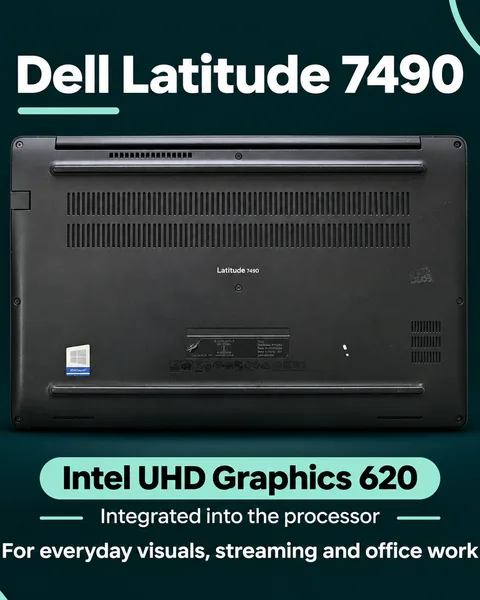 Dell Latitude 7490
Latitude 7490
Intel UHD Graphics 620
Integrated into the processor
For everyday visuals, streaming and office work